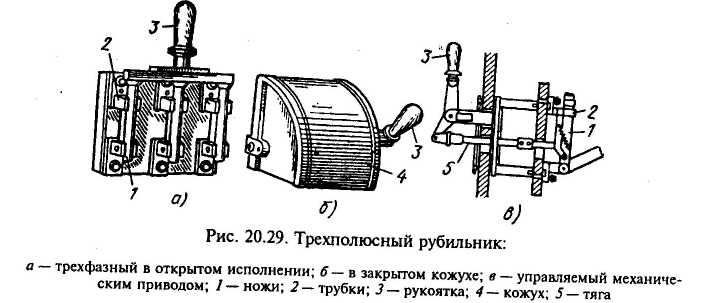 3
2
1
а)
3
4
б)
3
2
1
5
в)
Рис. 20.29. Трехполюсный рубильник:
а — трехфазный в открытом исполнении; б — в закрытом кожухе; в — управляемый механиче-
ским приводом; 1 — ножи; 2 — трубки; 3 — рукоятка; 4 — кожух; 5 — тяга